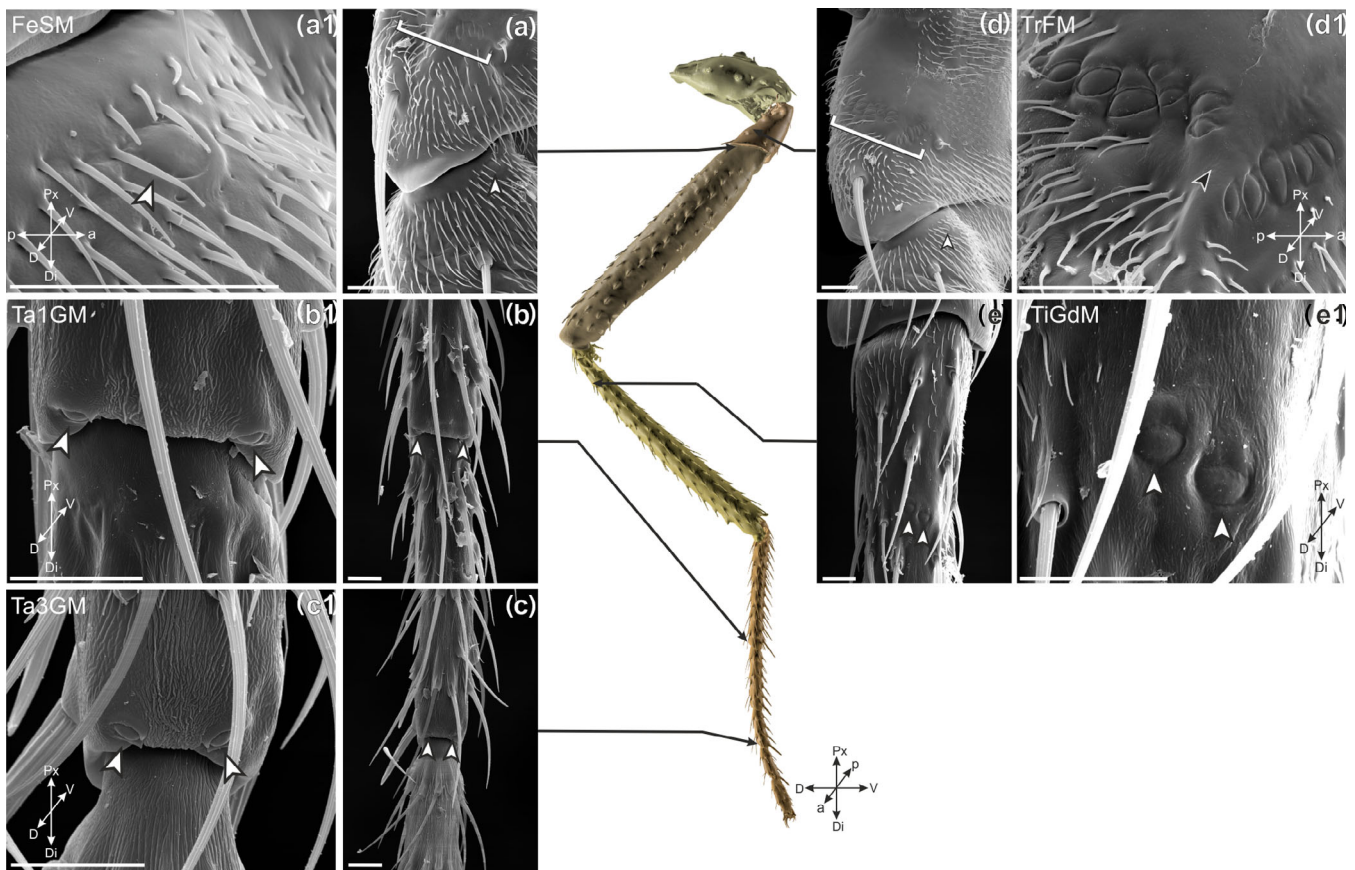 FeSM (a1)
(a)
(d)
TrFM (d1)
Px
V
p a
D
Di
Px
V
p a
D
Di
Ta1GM (b1)
(b)
(e)
TiGdM (e1)
Px
V
D
Di
Px
V
D
Di
Ta3GM (c1)
(c)
Px
V
D
Di
Px
p
D V
a
Di